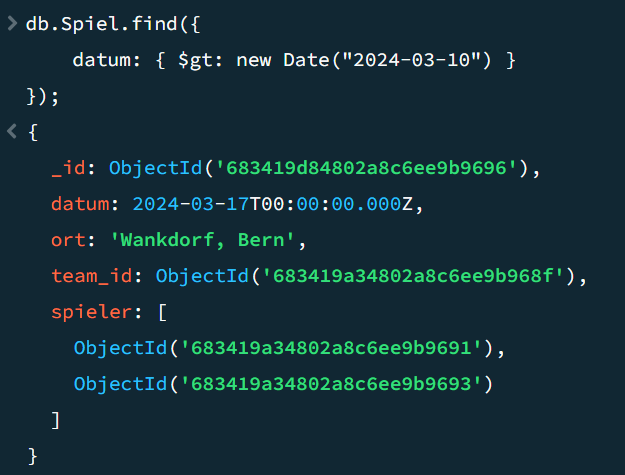 > db.Spiel.find({
    datum: { $gt: new Date("2024-03-10") }
});
< {
  _id: ObjectId('683419d84802a8c6ee9b9696'),
  datum: 2024-03-17T00:00:00.000Z,
  ort: 'Wankdorf, Bern',
  team_id: ObjectId('683419a34802a8c6ee9b968f'),
  spieler: [
    ObjectId('683419a34802a8c6ee9b9691'),
    ObjectId('683419a34802a8c6ee9b9693')
  ]
}